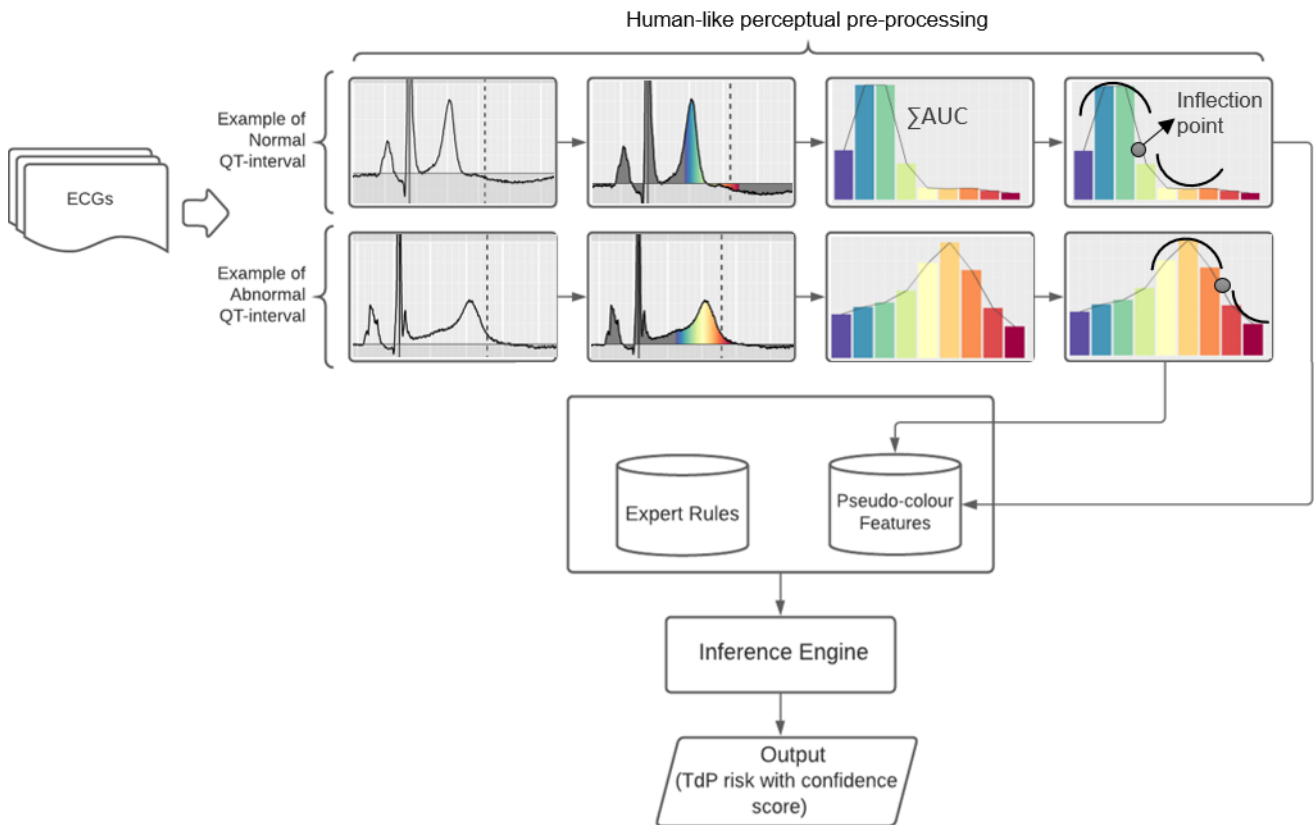 Human-like perceptual pre-processing
Example of
Normal
QT-interval
∑AUC
Inflection
point
ECGs
Example of
Abnormal
QT-interval
Expert Rules
Pseudo-colour
Features
Inference Engine
Output
(TdP risk with confidence
score)